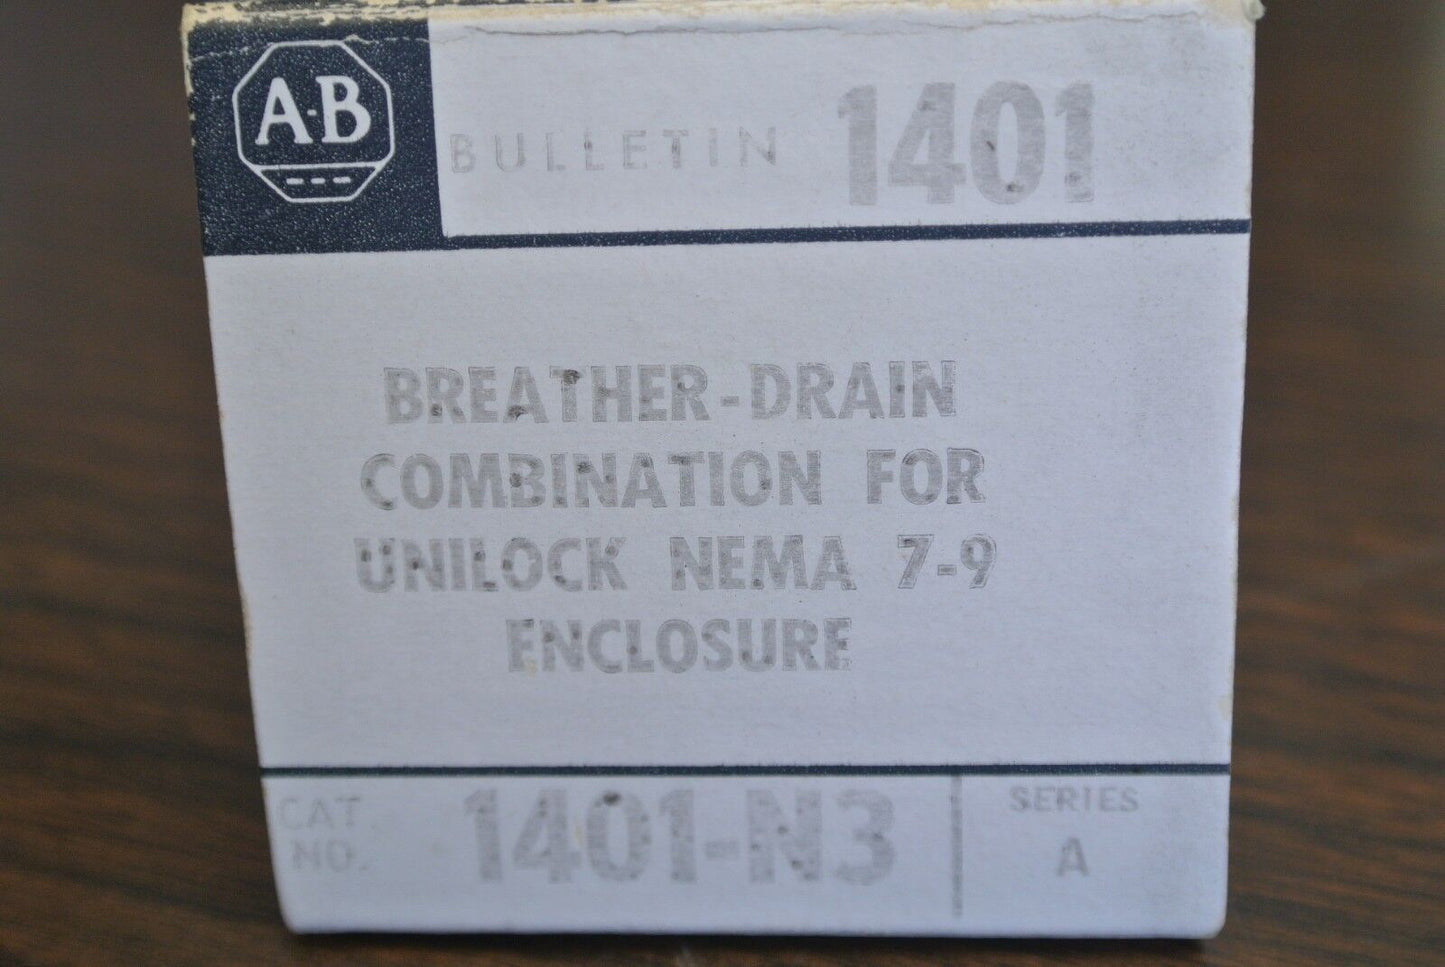 A-B
BULLETIN 1401
BREATHER-DRAIN
COMBINATION FOR
UNILOCK NEMA 7-9
ENCLOSURE
CAT. NO. 1401-N3
SERIES A